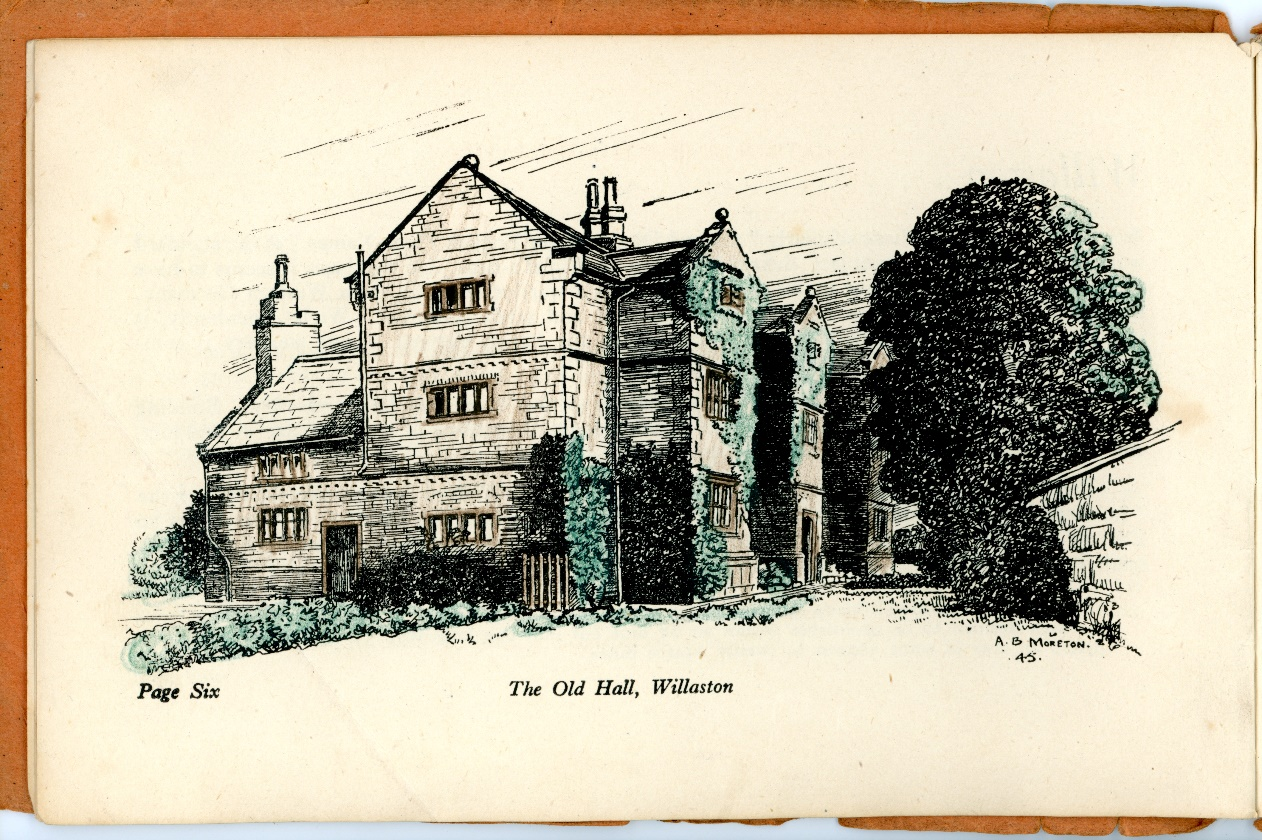 A. B MORETON.
45.
Page Six
The Old Hall, Willaston